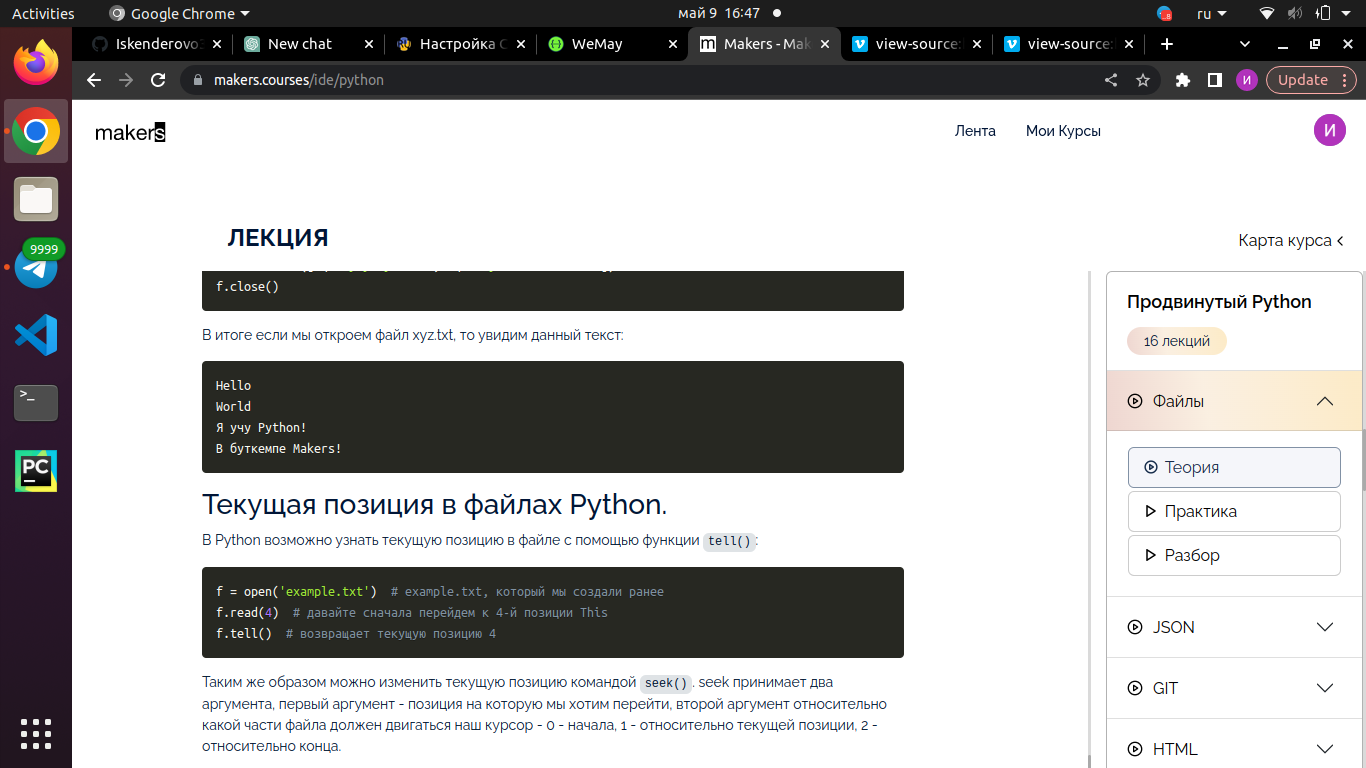 Activities
Google Chrome
май 9 16:47
8
ru
Iskenderovo
New chat
Настройка
WeMay
Makers - Mak
view-source:
view-source:
makers.courses/ide/python
И
Update
makers
Лента
Мои Курсы
И
9999
ЛЕКЦИЯ
Карта курса
f.close()
В итоге если мы откроем файл xyz.txt, то увидим данный текст:
Hello
World
Я учу Python!
В буткемпе Makers!
Текущая позиция в файлах Python.
В Python возможно узнать текущую позицию в файле с помощью функции tell():
f = open('example.txt') # example.txt, который мы создали ранее
f.read(4) # давайте сначала перейдем к 4-й позиции This
f.tell() # возвращает текущую позицию 4
Таким же образом можно изменить текущую позицию командой seek(). seek принимает два
аргумента, первый аргумент - позиция на которую мы хотим перейти, второй аргумент относительно
какой части файла должен двигаться наш курсор - 0 - начала, 1 - относительно текущей позиции, 2 -
относительно конца.
Продвинутый Python
16 лекций
Файлы
Теория
Практика
Разбор
JSON
GIT
HTML
>_
PC